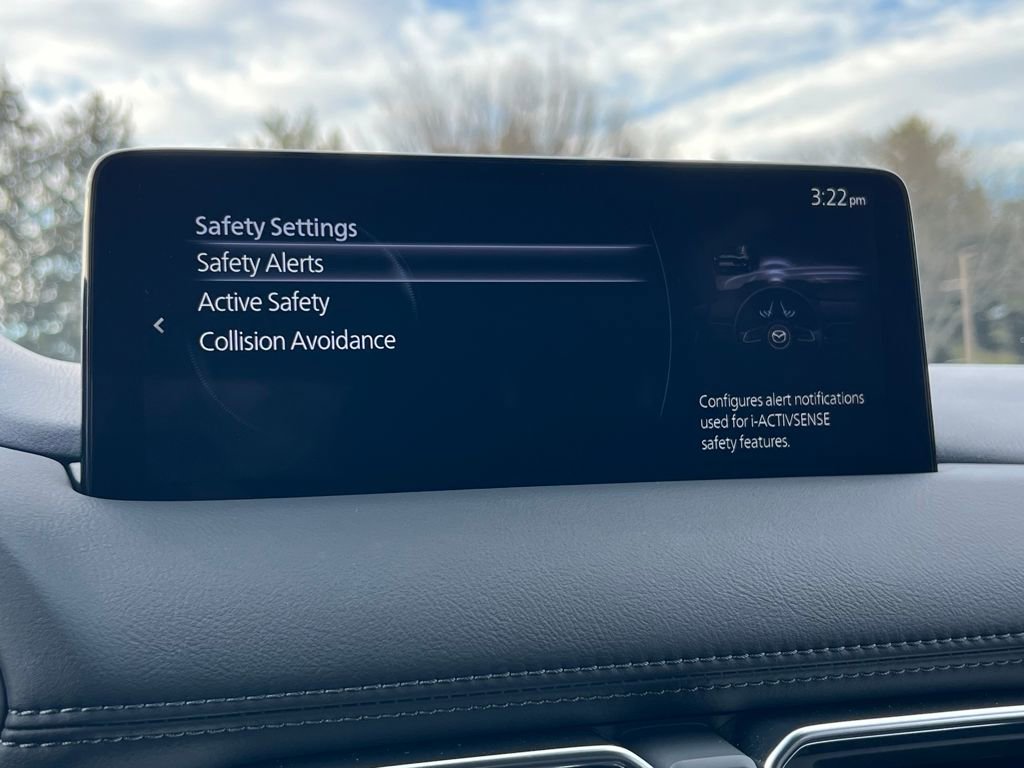 3:22pm
Safety Settings
Safety Alerts
Active Safety
Collision Avoidance
Configures alert notifications
used for i-ACTIVSENSE
safety features.